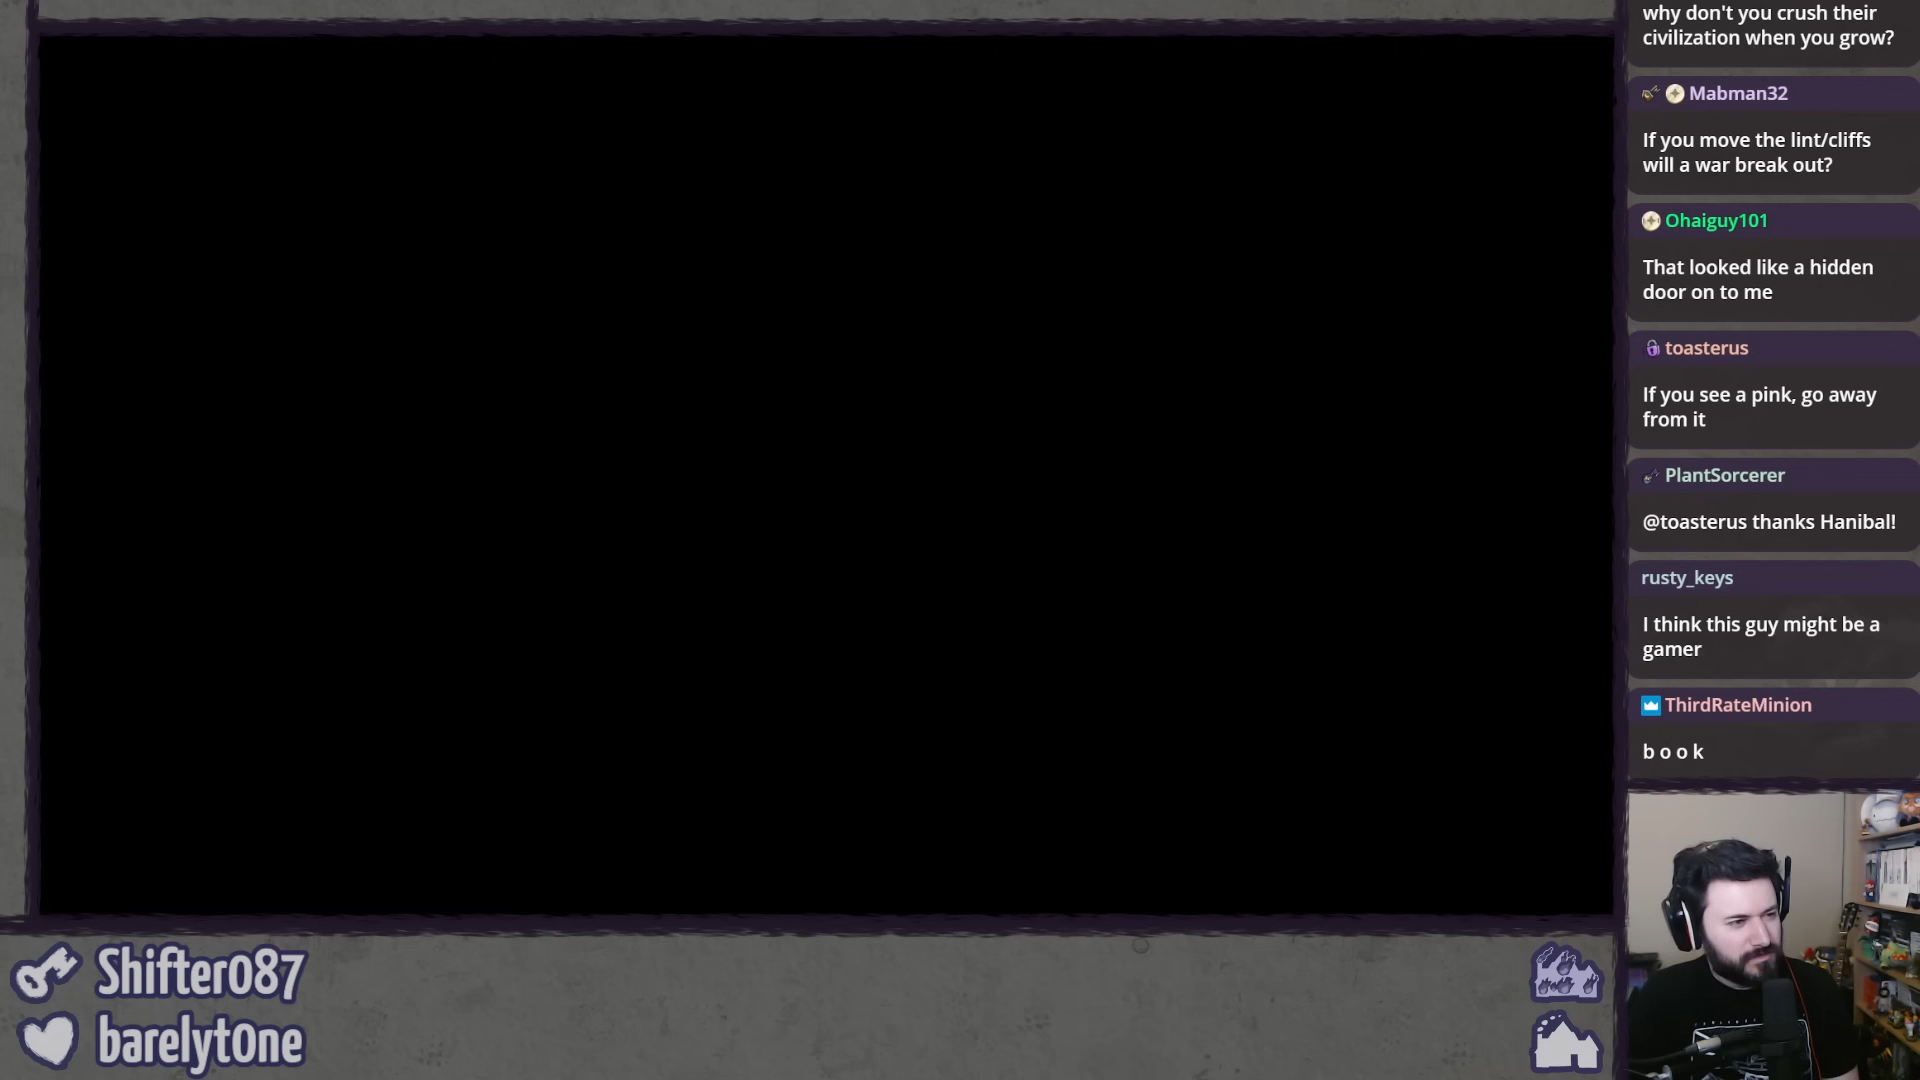 why don't you crush their
civilization when you grow?
Mabman32
If you move the lint/cliffs
will a war break out?
Ohaiguy101
That looked like a hidden
door on to me
toasterus
If you see a pink, go away
from it
PlantSorcerer
@toasterus thanks Hanibal!
rusty_keys
I think this guy might be a
gamer
ThirdRateMinion
b o o k
Shifter087
barelyt0ne